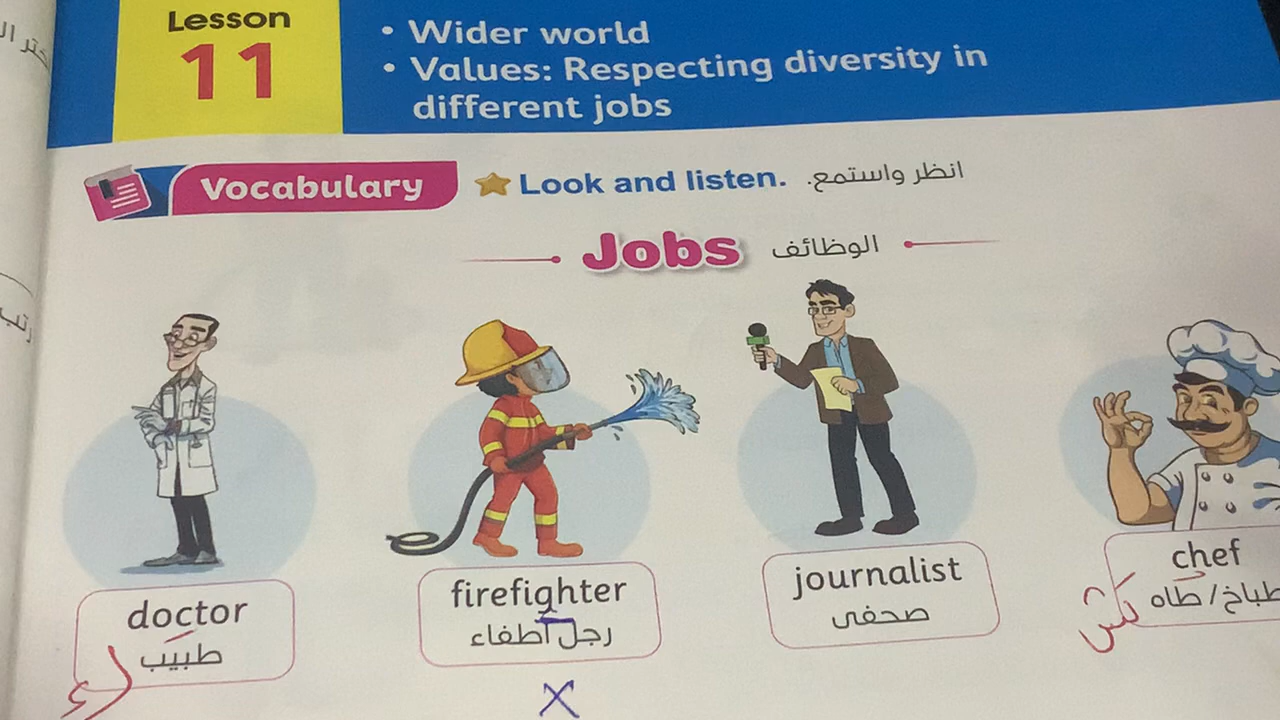 Lesson
11
• Wider world
• Values: Respecting diversity in
different jobs
Vocabulary
Look and listen. انظر واستمع.
Jobs الوظائف
doctor
طبيب
firefighter
رجل أطفاء
journalist
صحفى
chef
طباخ/ طاه
ك
X